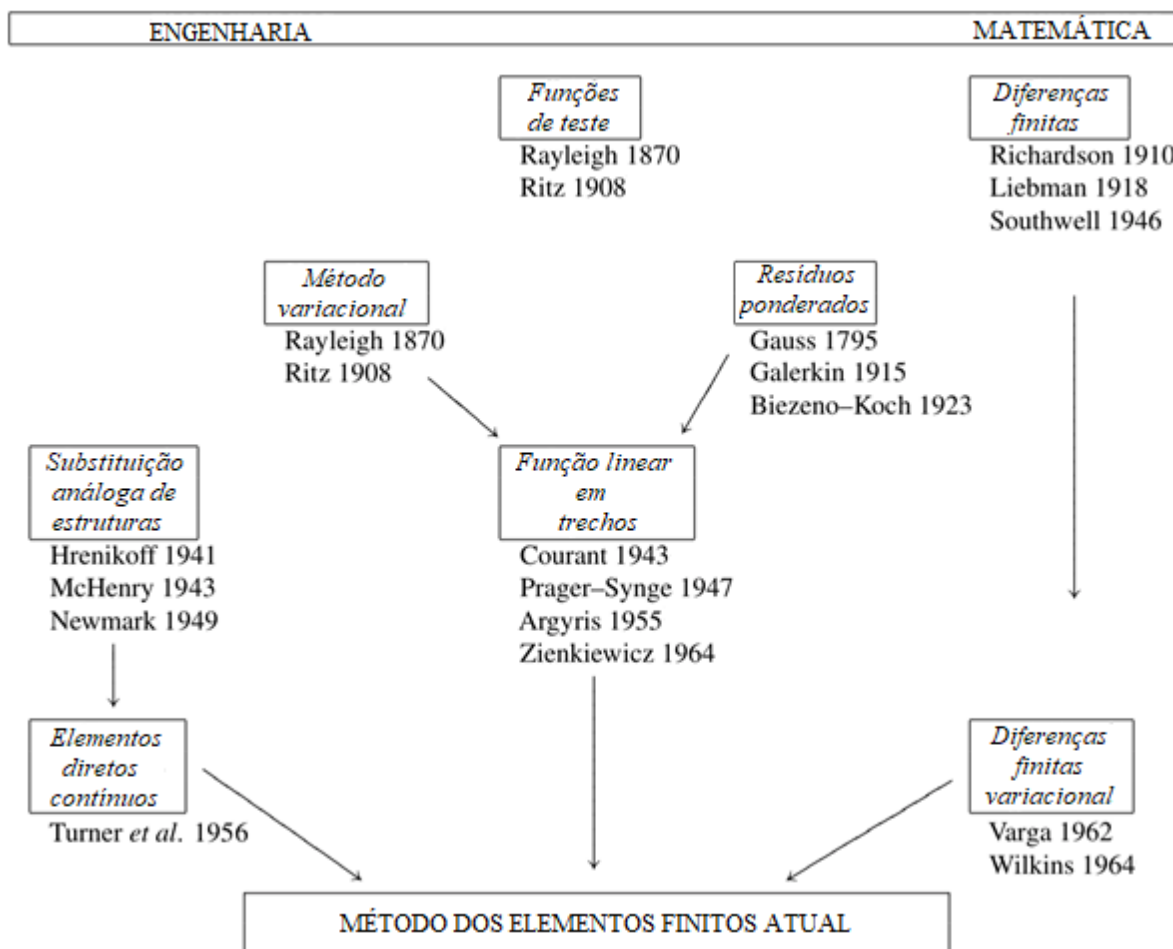 ENGENHARIA
MATEMÁTICA
Funções
de teste
Rayleigh 1870
Ritz 1908
Diferenças
finitas
Richardson 1910
Liebman 1918
Southwell 1946
Método
variacional
Rayleigh 1870
Ritz 1908
Resíduos
ponderados
Gauss 1795
Galerkin 1915
Biezeno–Koch 1923
Substituição
análoga de
estruturas
Hrenikoff 1941
McHenry 1943
Newmark 1949
Função linear
em
trechos
Courant 1943
Prager–Synge 1947
Argyris 1955
Zienkiewicz 1964
Elementos
diretos
contínuos
Turner et al. 1956
Diferenças
finitas
variacional
Varga 1962
Wilkins 1964
MÉTODO DOS ELEMENTOS FINITOS ATUAL